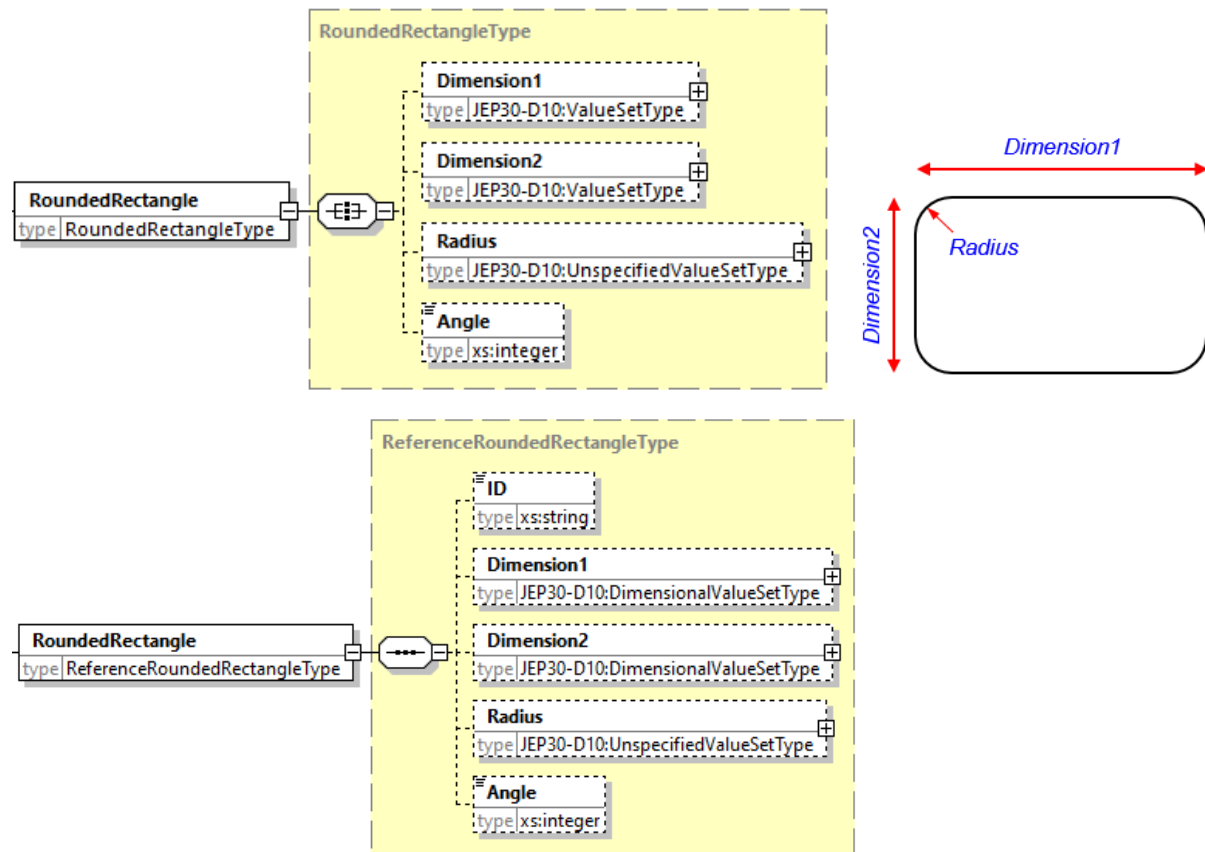 RoundedRectangleType
Dimension1
type JEP30-D10:ValueSetType
Dimension2
type JEP30-D10:ValueSetType
RoundedRectangle
type RoundedRectangleType
Radius
type JEP30-D10:UnspecifiedValueSetType
Angle
type xs:integer
Dimension1
Dimension2
Radius
ReferenceRoundedRectangleType
ID
type xs:string
Dimension1
type JEP30-D10:DimensionalValueSetType
RoundedRectangle
type ReferenceRoundedRectangleType
Dimension2
type JEP30-D10:DimensionalValueSetType
Radius
type JEP30-D10:UnspecifiedValueSetType
Angle
type xs:integer